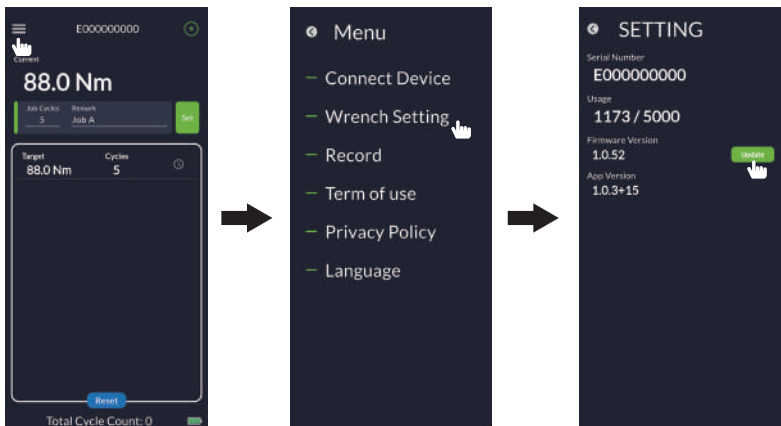 E000000000
Current
88.0 Nm
Job Cycles Remark
5 Job A
Set
Target Cycles
88.0 Nm 5
Reset
Total Cycle Count: 0
Menu
Connect Device
Wrench Setting
Record
Term of use
Privacy Policy
Language
SETTING
Serial Number
E000000000
Usage
1173 / 5000
Firmware Version
1.0.52
Update
App Version
1.0.3+15